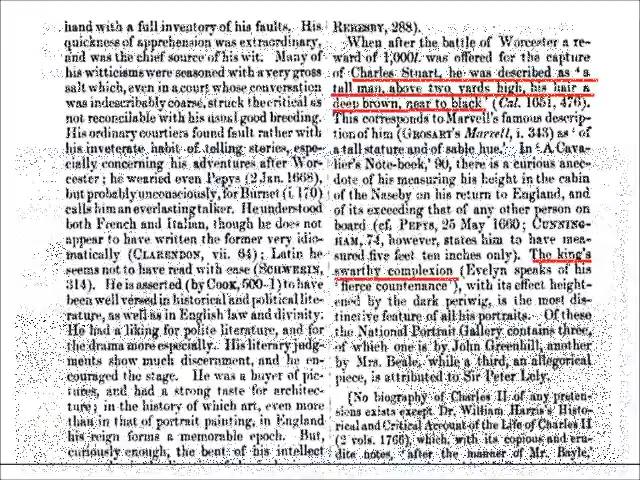 hand with a full inventory of his faults. His
quickness of apprehension was extraordinary,
and was the chief source of his wit. Many of
his witticisms were seasoned with a very gross
salt which, even in a court whose conversation
was indescribably coarse, struck the critical as
not reconcilable with his usual good breeding.
His ordinary courtiers found fault rather with
his inveterate habit of telling stories, espe-
cially concerning his adventures after Wor-
cester; he wearied even Pepys (2 Jan. 1668),
but probably unconsciously, for Burnet (i. 170)
calls him an everlasting talker. He understood
both French and Italian, though he does not
appear to have written the former very idio-
matically (CLARENDON, vii. 64); Latin he
seems not to have read with ease (SCHWERIN,
314). He is asserted (by COOK, 500-1) to have
been well versed in historical and political lite-
rature, as well as in English law and divinity.
He had a liking for polite literature, and for
the drama more especially. His literary judg-
ments show much discernment, and he en-
couraged the stage. He was a buyer of pic-
tures, and had a strong taste for architec-
ture; in the history of which art, even more
than in that of portrait painting, in England
his reign forms a memorable epoch. But,
curiously enough, the bent of his intellect
RERESBY, 288).
When after the battle of Worcester a re-
ward of 1,000l. was offered for the capture
of Charles Stuart, he was described as 'a
tall man, above two yards high, his hair a
deep brown, near to black' (Cal. 1651, 476).
This corresponds to Marvell's famous descrip-
tion of him (GROSART'S Marvell, i. 343) as 'of
a tall stature and of sable hue.' In 'A Cava-
lier's Note-book,' 90, there is a curious anec-
dote of his measuring his height in the cabin
of the Naseby on his return to England, and
of its exceeding that of any other person on
board (cf. PEPYS, 25 May 1660; CUNNING-
HAM, 74, however, states him to have mea-
sured five feet ten inches only). The king's
swarthy complexion (Evelyn speaks of his
'fierce countenance'), with its effect height-
ened by the dark periwig, is the most dis-
tinctive feature of all his portraits. Of these
the National Portrait Gallery contains three,
of which one is by John Greenhill, another
by Mrs. Beale, while a third, an allegorical
piece, is attributed to Sir Peter Lely.
[No biography of Charles II of any preten-
sions exists except Dr. William Harris's Histo-
rical and Critical Account of the Life of Charles II
(2 vols. 1766), which, with its copious and eru-
dite notes, 'after the manner of Mr. Bayle,'